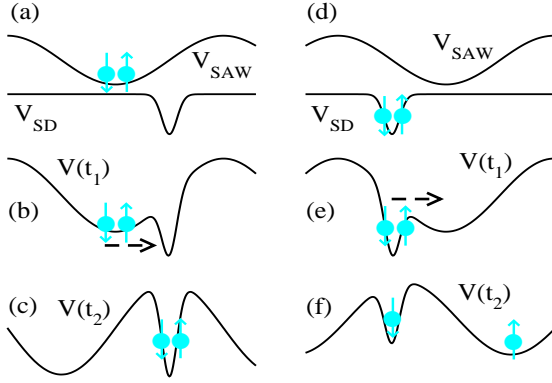 (a)
V_SAW
V_SD
(b)
V(t_1)
(c)
V(t_2)
(d)
V_SAW
V_SD
(e)
V(t_1)
(f)
V(t_2)